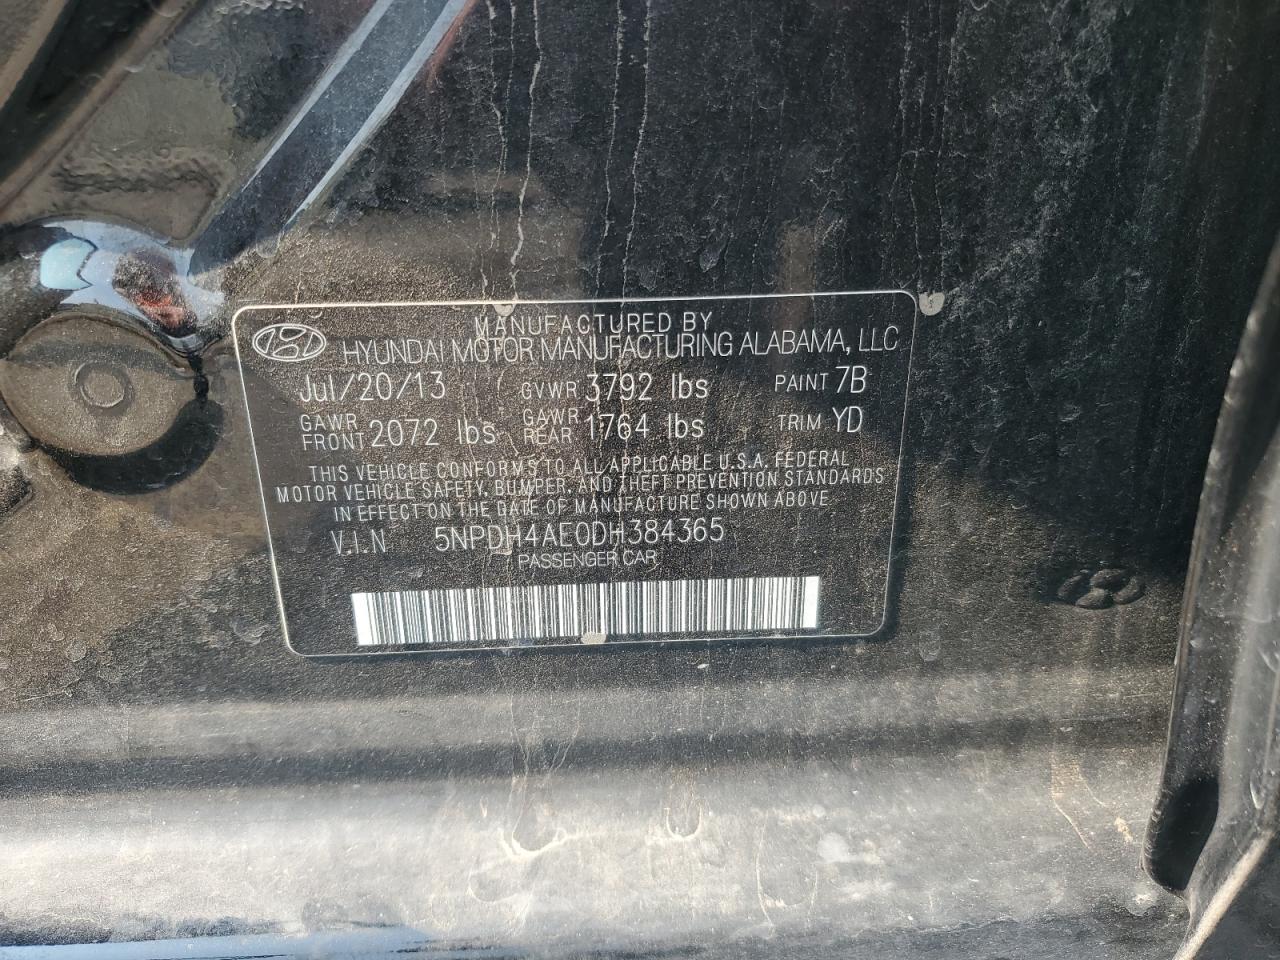 MANUFACTURED BY
HYUNDAI MOTOR MANUFACTURING ALABAMA, LLC
Jul/20/13 GVWR 3792 lbs PAINT 7B
GAWR FRONT 2072 lbs GAWR REAR 1764 lbs TRIM YD
THIS VEHICLE CONFORMS TO ALL APPLICABLE U.S.A. FEDERAL
MOTOR VEHICLE SAFETY, BUMPER, AND THEFT PREVENTION STANDARDS
IN EFFECT ON THE DATE OF MANUFACTURE SHOWN ABOVE
V.I.N 5NPDH4AE0DH384365
PASSENGER CAR